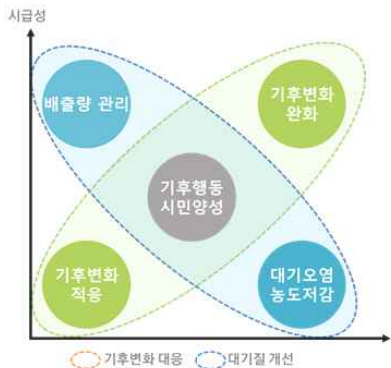 시급성
배출량 관리
기후변화
완화
기후행동
시민양성
기후변화
적응
대기오염
농도저감
기후변화 대응
대기질 개선